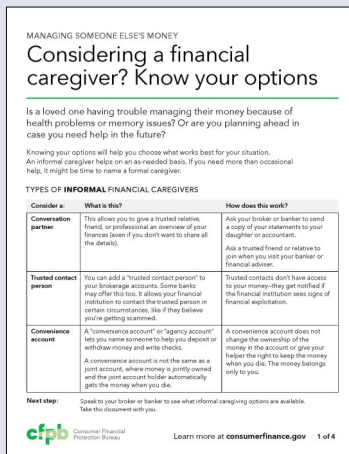 MANAGING SOMEONE ELSE'S MONEY
Considering a financial
caregiver? Know your options
Is a loved one having trouble managing their money because of
health problems or memory issues? Or are you planning ahead in
case you need help in the future?
Knowing your options will help you choose what works best for your situation.
An informal caregiver helps on an as-needed basis. If you need more than occasional
help, it might be time to name a formal caregiver.
TYPES OF INFORMAL FINANCIAL CAREGIVERS
Consider a: What is this? How does this work?
Conversation
partner
This allows you to give a trusted relative,
friend, or professional an overview of your
finances (even if you don't want to share all
the details).
Ask your broker or banker to send
a copy of your statements to your
daughter or accountant.
Ask a trusted friend or relative to
join when you visit your banker or
financial adviser.
Trusted contact
person
You can add a "trusted contact person" to
your brokerage accounts. Some banks
may offer this too. It allows your financial
institution to contact the trusted person in
certain circumstances, like if they believe
you're getting scammed.
Trusted contacts don't have access
to your money–they get notified if
the financial institution sees signs of
financial exploitation.
Convenience
account
A "convenience account" or "agency account"
lets you name someone to help you deposit or
withdraw money and write checks.
A convenience account is not the same as a
joint account, where money is jointly owned
and the joint account holder automatically
gets the money when you die.
A convenience account does not
change the ownership of the
money in the account or give your
helper the right to keep the money
when you die. The money belongs
only to you.
Next step: Speak to your broker or banker to see what informal caregiving options are available.
Take this document with you.
cfpb Consumer Financial
Protection Bureau
Learn more at consumerfinance.gov 1 of 4